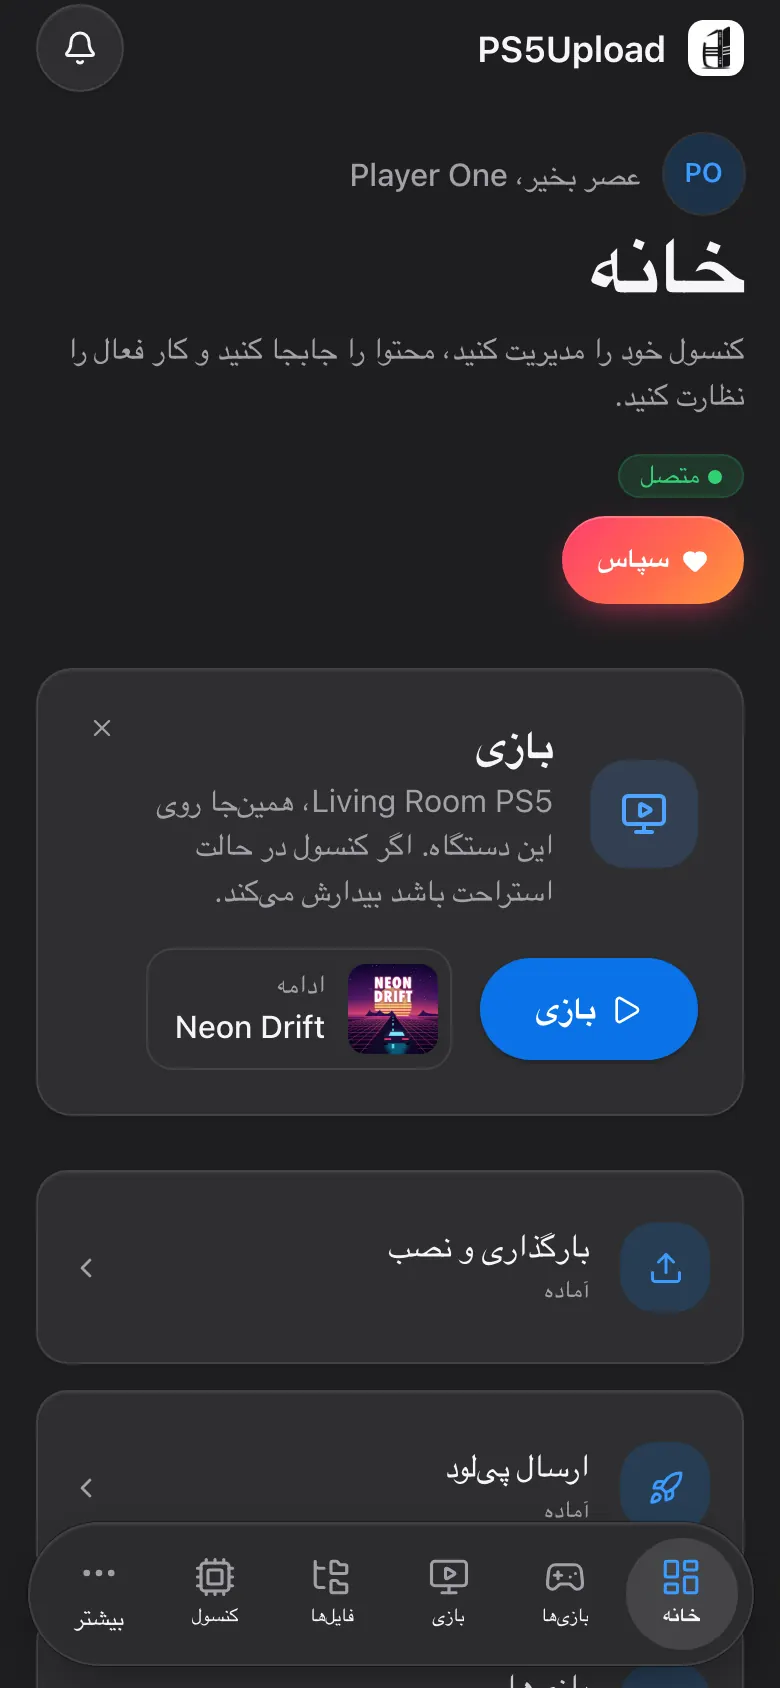 PS5Upload
PO
عصر بخیر، Player One
خانه
کنسول خود را مدیریت کنید، محتوا را جابجا کنید و کار فعال را
نظارت کنید.
متصل
سپاس
بازی
Living Room PS5، همین‌جا روی
این دستگاه. اگر کنسول در حالت
استراحت باشد بیدارش می‌کند.
بازی
ادامه
Neon Drift
NEON
DRIFT
بارگذاری و نصب
آماده
ارسال پی‌لود
آماده
خانه
بازی‌ها
بازی
فایل‌ها
کنسول
بیشتر